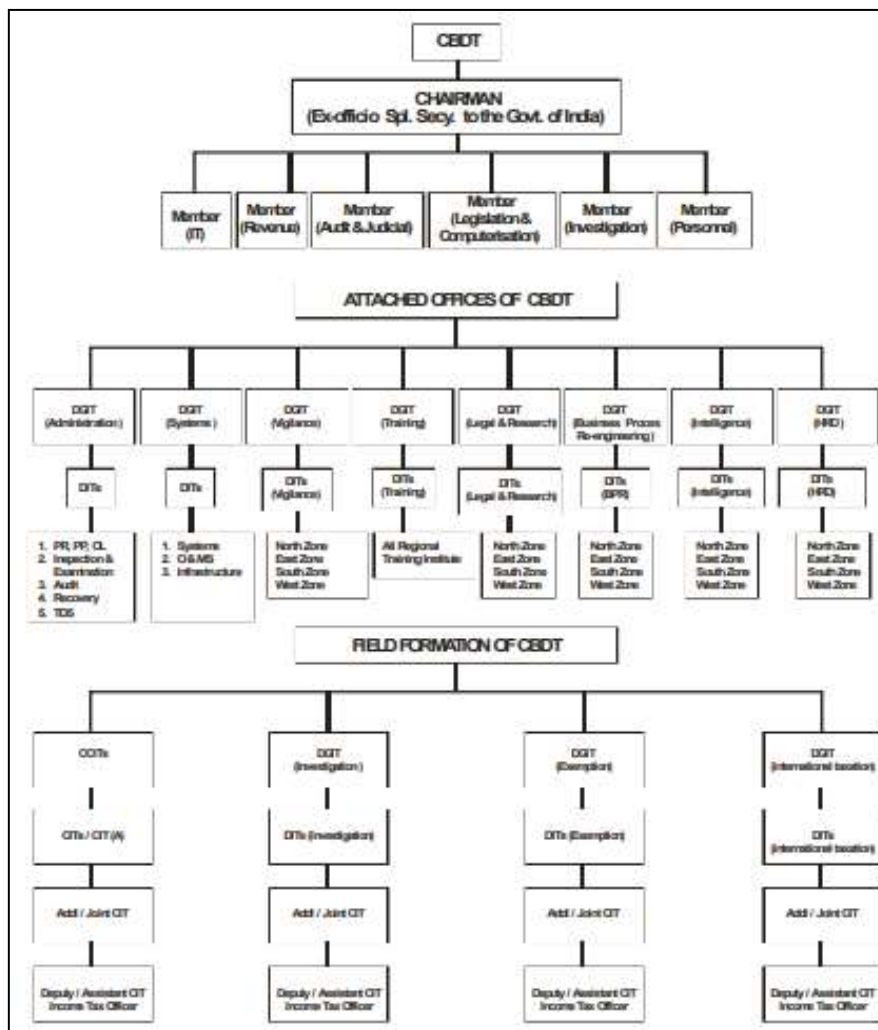 CBDT
CHAIRMAN
(Ex-officio Spl. Secy. to the Govt. of India)
Member
(IT)
Member
(Revenue)
Member
(Audit & Judicial)
Member
(Legislation &
Computerisation)
Member
(Investigation)
Member
(Personnel)
ATTACHED OFFICES OF CBDT
DGIT
(Administration)
DGIT
(Systems)
DGIT
(Vigilance)
DGIT
(Training)
DGIT
(Legal & Research)
DGIT
(Business Process
Re-engineering)
DGIT
(Intelligence)
DGIT
(HRD)
DITs
DITs
DITs
(Vigilance)
DITs
(Training)
DITs
(Legal & Research)
DITs
(BPR)
DITs
(Intelligence)
DITs
(HRD)
1. PR, PP, OL
2. Inspection &
Examination
3. Audit
4. Recovery
5. TDS
1. Systems
2. O & MS
3. Infrastructure
North Zone
East Zone
South Zone
West Zone
All Regional
Training Institute
North Zone
East Zone
South Zone
West Zone
North Zone
East Zone
South Zone
West Zone
North Zone
East Zone
South Zone
West Zone
North Zone
East Zone
South Zone
West Zone
FIELD FORMATION OF CBDT
CCITs
DGIT
(Investigation)
DGIT
(Exemption)
DGIT
(International taxation)
CITs / CIT (A)
DITs (Investigation)
DITs (Exemption)
DITs
(International taxation)
Addl / Joint CIT
Addl / Joint CIT
Addl / Joint CIT
Addl / Joint CIT
Deputy / Assistant CIT
Income Tax Officer
Deputy / Assistant CIT
Income Tax Officer
Deputy / Assistant CIT
Income Tax Officer
Deputy / Assistant CIT
Income Tax Officer